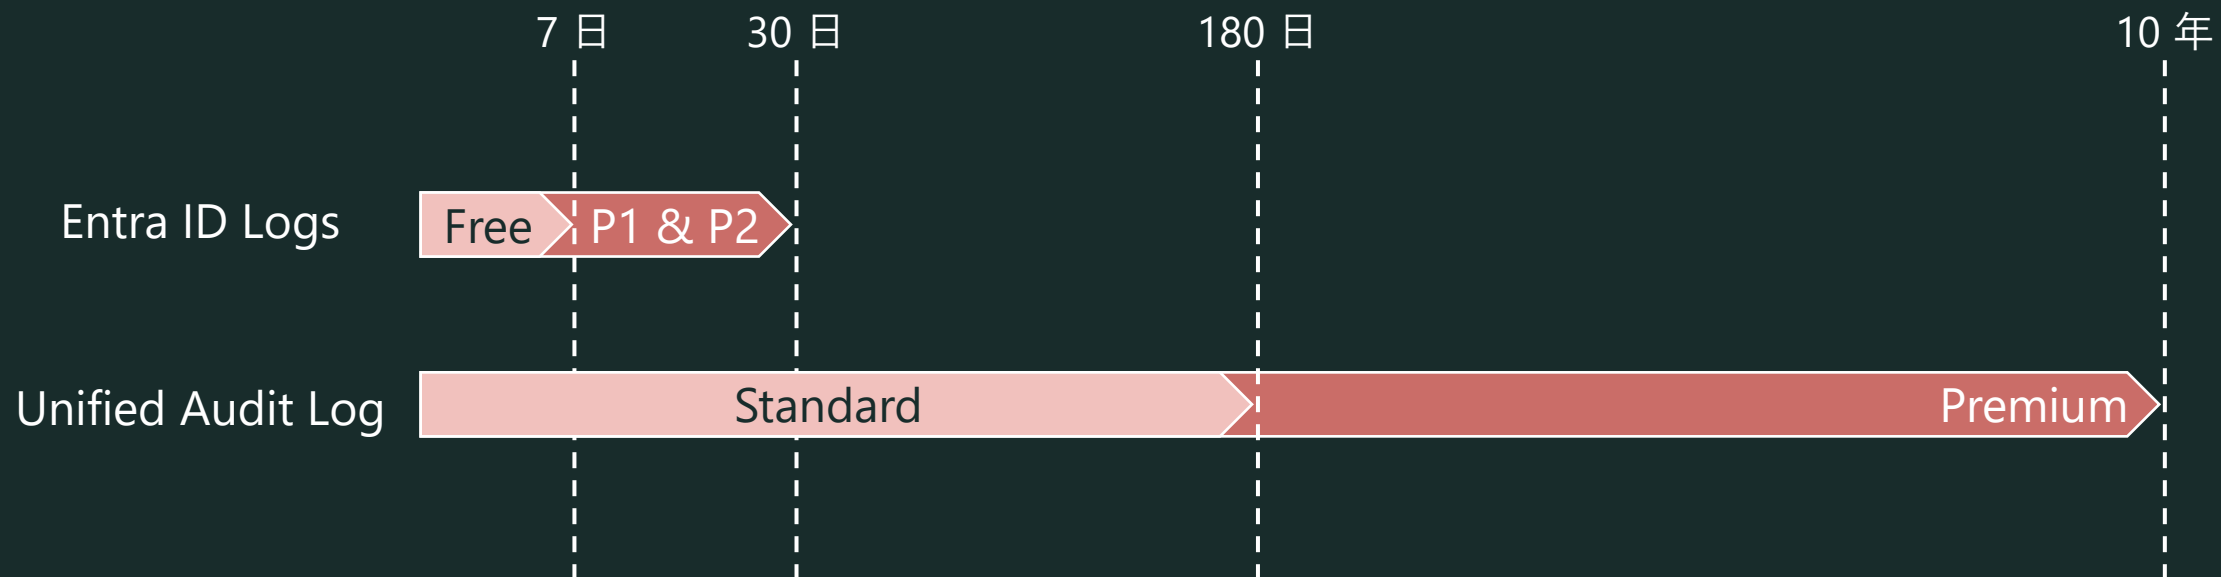 7 日
30 日
180 日
10 年
Entra ID Logs
Free
P1 & P2
Unified Audit Log
Standard
Premium